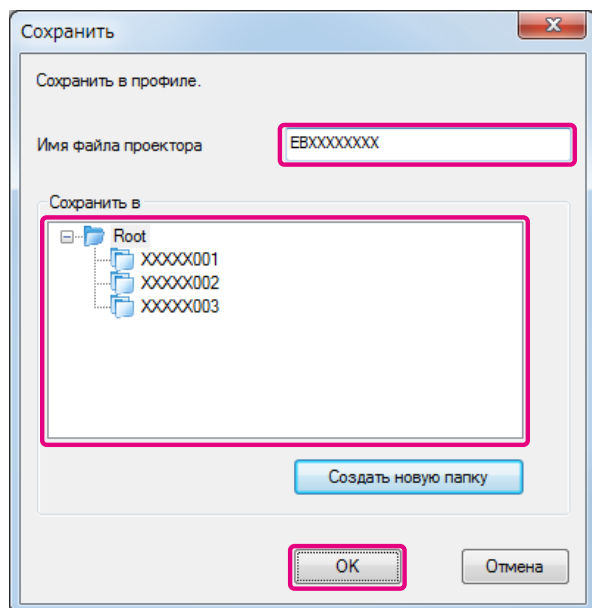 Сохранить
Сохранить в профиле.
Имя файла проектора EBXXXXXXXX
Сохранить в
Root
XXXXX001
XXXXX002
XXXXX003
Создать новую папку
OK Отмена